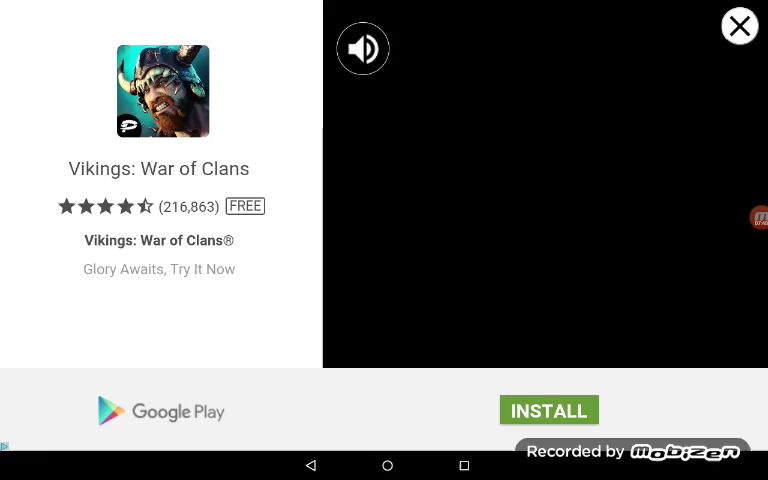 Vikings: War of Clans
(216,863) FREE
Vikings: War of Clans®
Glory Awaits, Try It Now
Google Play
INSTALL
Recorded by mobizen